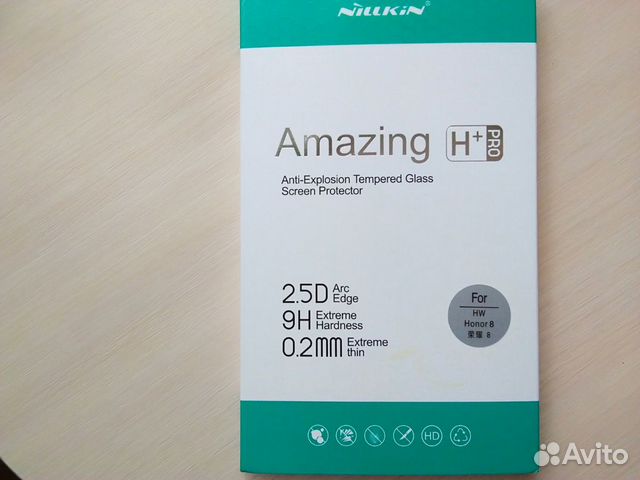 NILLKIN®
Amazing H+ PRO
Anti-Explosion Tempered Glass
Screen Protector
2.5D Arc Edge
9H Extreme Hardness
0.2MM Extreme thin
For
HW
Honor 8
荣耀 8
HD
Avito